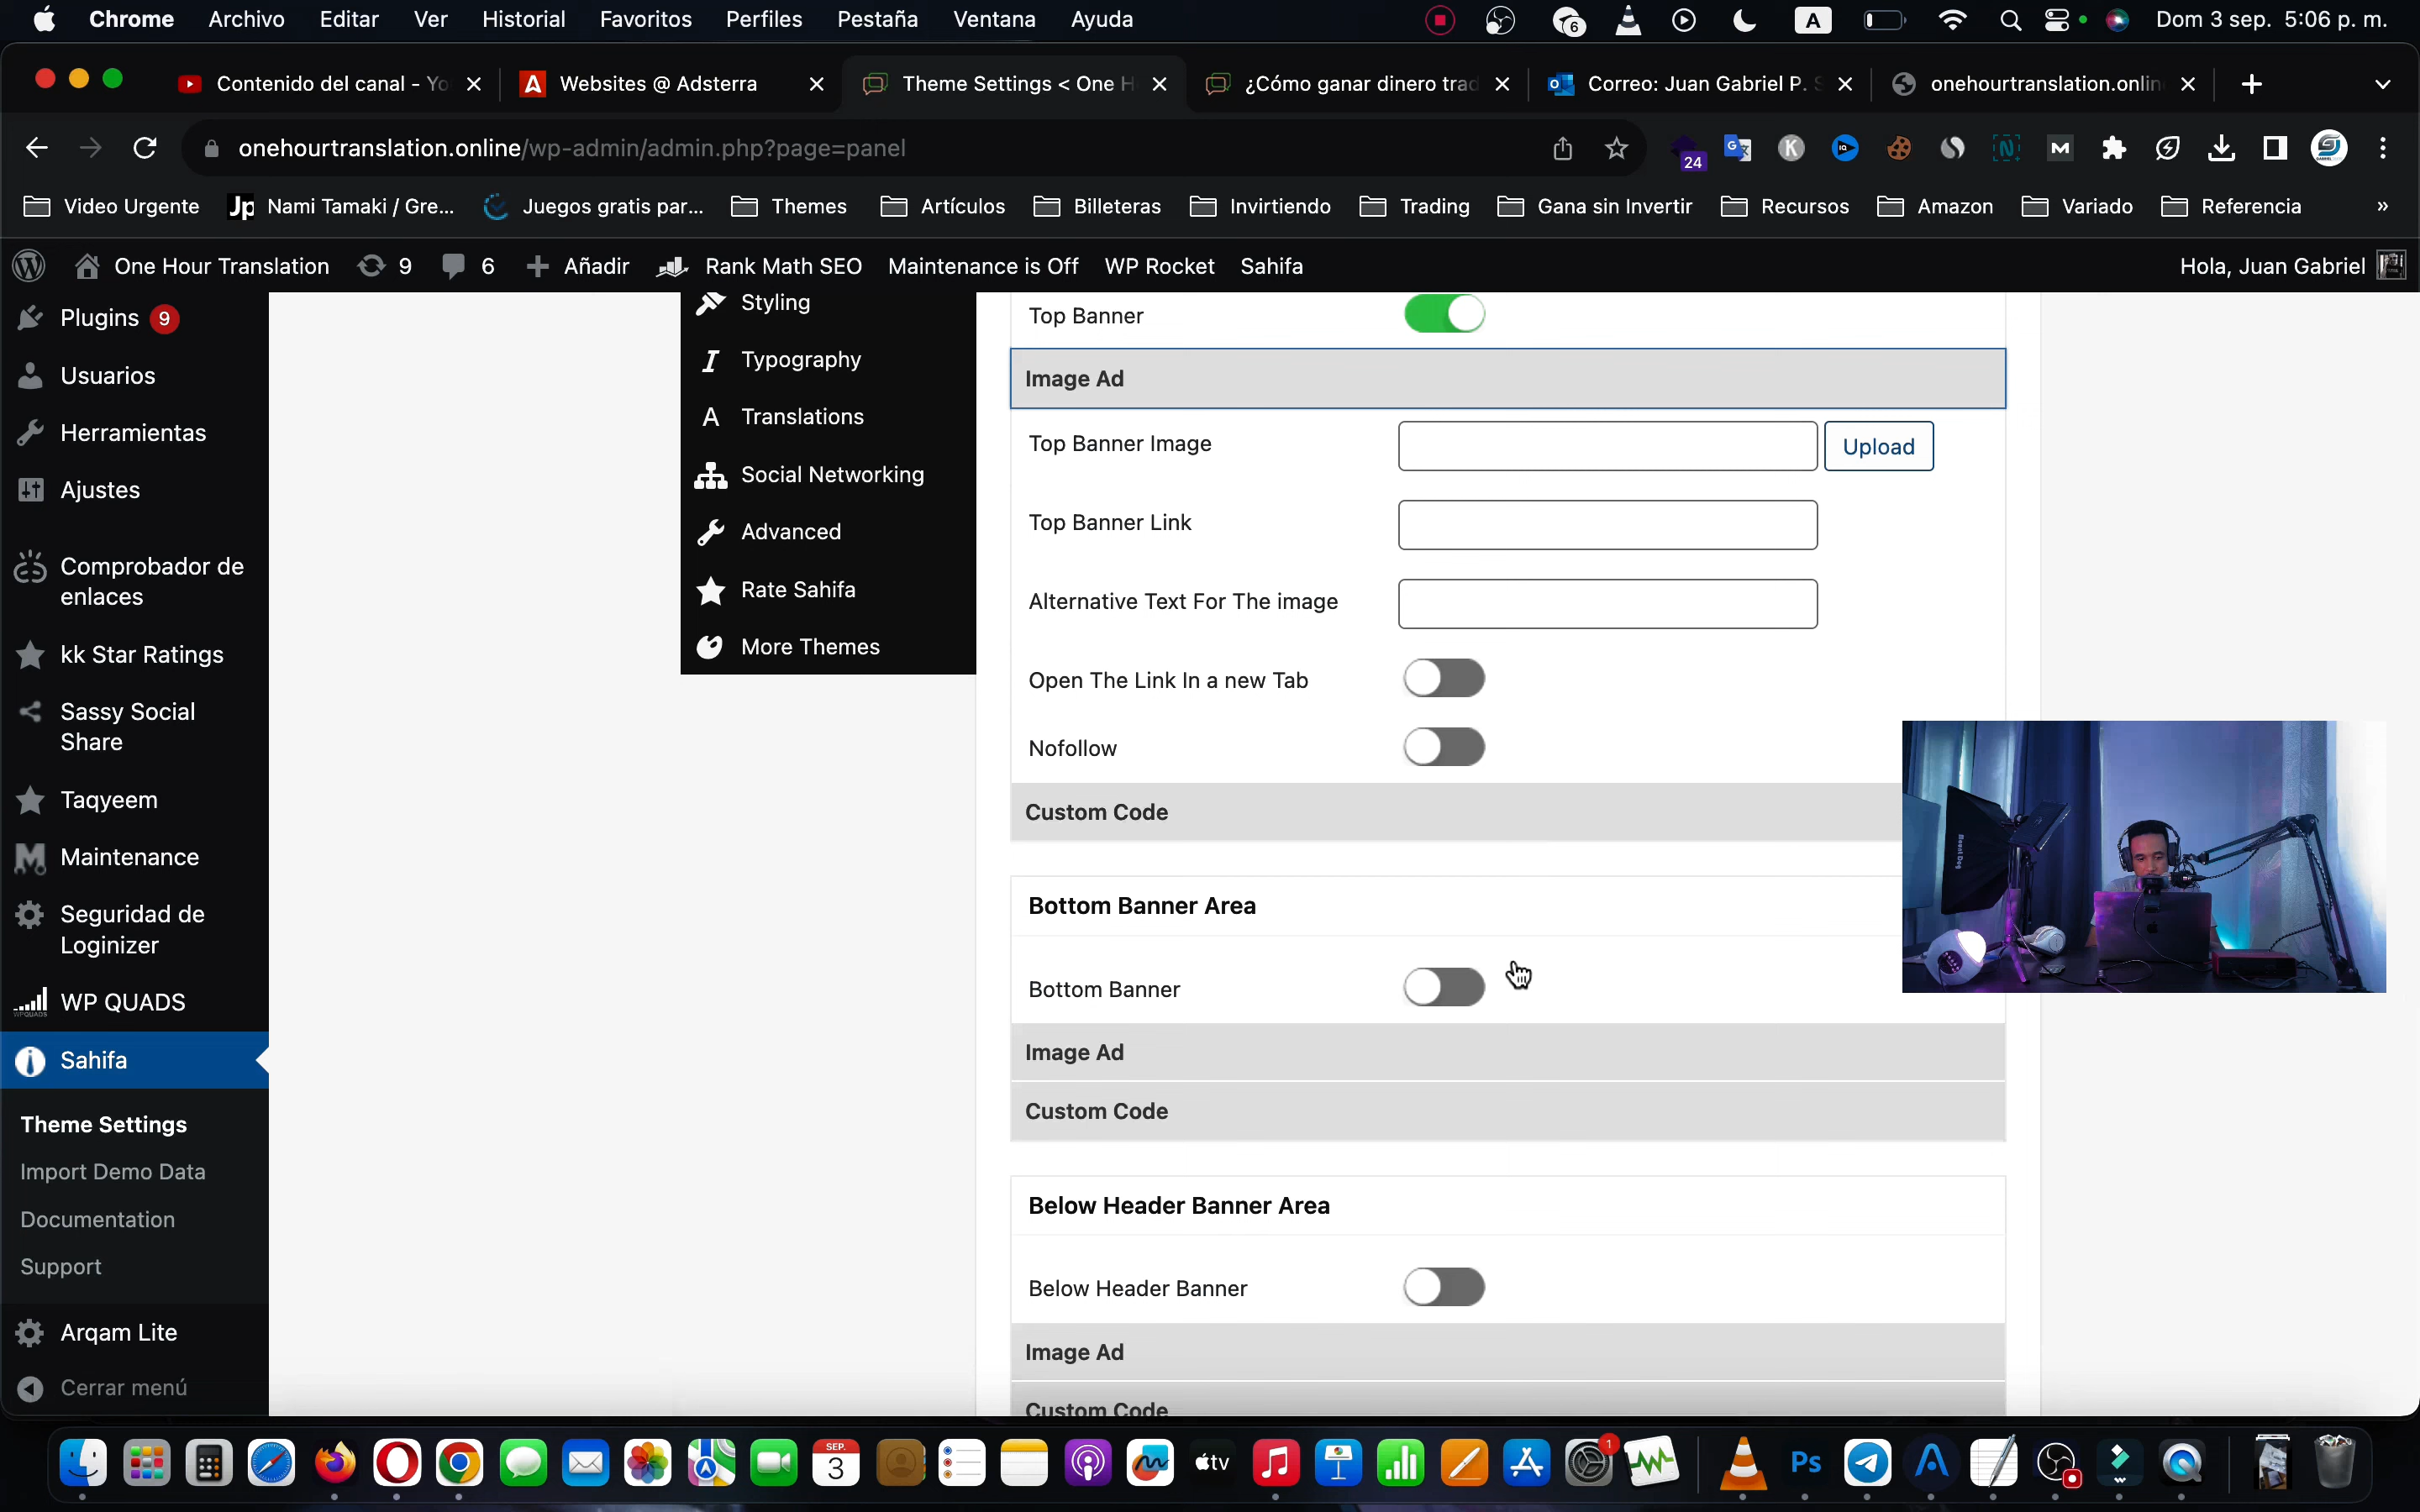 Chrome Archivo Editar Ver Historial Favoritos Perfiles Pestaña Ventana Ayuda
6 A Dom 3 sep. 5:06 p. m.
Contenido del canal - Yo
Websites @ Adsterra
Theme Settings < One H
¿Cómo ganar dinero trad
Correo: Juan Gabriel P. S
onehourtranslation.onlin
onehourtranslation.online/wp-admin/admin.php?page=panel
24
Video Urgente
Jp Nami Tamaki / Gre...
Juegos gratis par...
Themes
Artículos
Billeteras
Invirtiendo
Trading
Gana sin Invertir
Recursos
Amazon
Variado
Referencia
»
One Hour Translation 9 6 Añadir Rank Math SEO Maintenance is Off WP Rocket Sahifa Hola, Juan Gabriel
Plugins 9
Usuarios
Herramientas
Ajustes
Comprobador de
enlaces
kk Star Ratings
Sassy Social
Share
Taqyeem
Maintenance
Seguridad de
Loginizer
WP QUADS
Sahifa
Theme Settings
Import Demo Data
Documentation
Support
Arqam Lite
Cerrar menú
Styling
Typography
Translations
Social Networking
Advanced
Rate Sahifa
More Themes
Top Banner
Image Ad
Top Banner Image
Upload
Top Banner Link
Alternative Text For The image
Open The Link In a new Tab
Nofollow
Custom Code
Bottom Banner Area
Bottom Banner
Image Ad
Custom Code
Below Header Banner Area
Below Header Banner
Image Ad
Custom Code
SEP.
3
tv
1
Ps